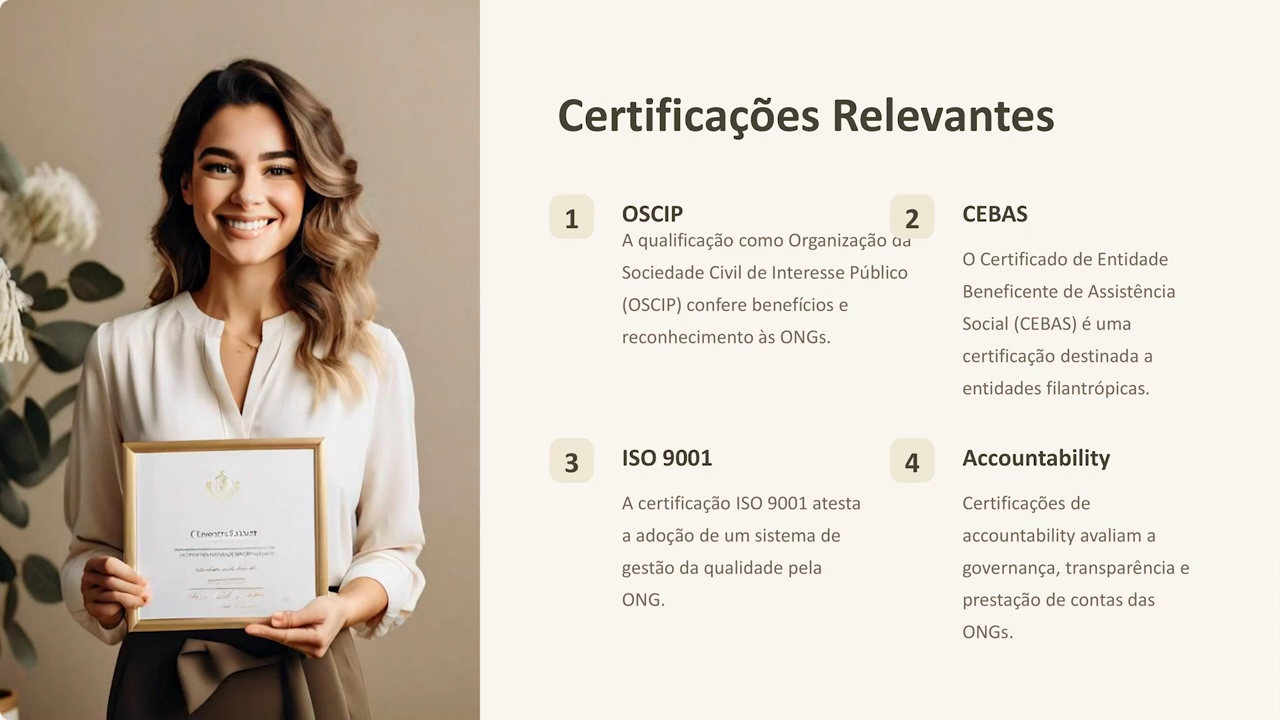 Certificações Relevantes
1
OSCIP
A qualificação como Organização da
Sociedade Civil de Interesse Público
(OSCIP) confere benefícios e
reconhecimento às ONGs.
2
CEBAS
O Certificado de Entidade
Beneficente de Assistência
Social (CEBAS) é uma
certificação destinada a
entidades filantrópicas.
3
ISO 9001
A certificação ISO 9001 atesta
a adoção de um sistema de
gestão da qualidade pela
ONG.
4
Accountability
Certificações de
accountability avaliam a
governança, transparência e
prestação de contas das
ONGs.